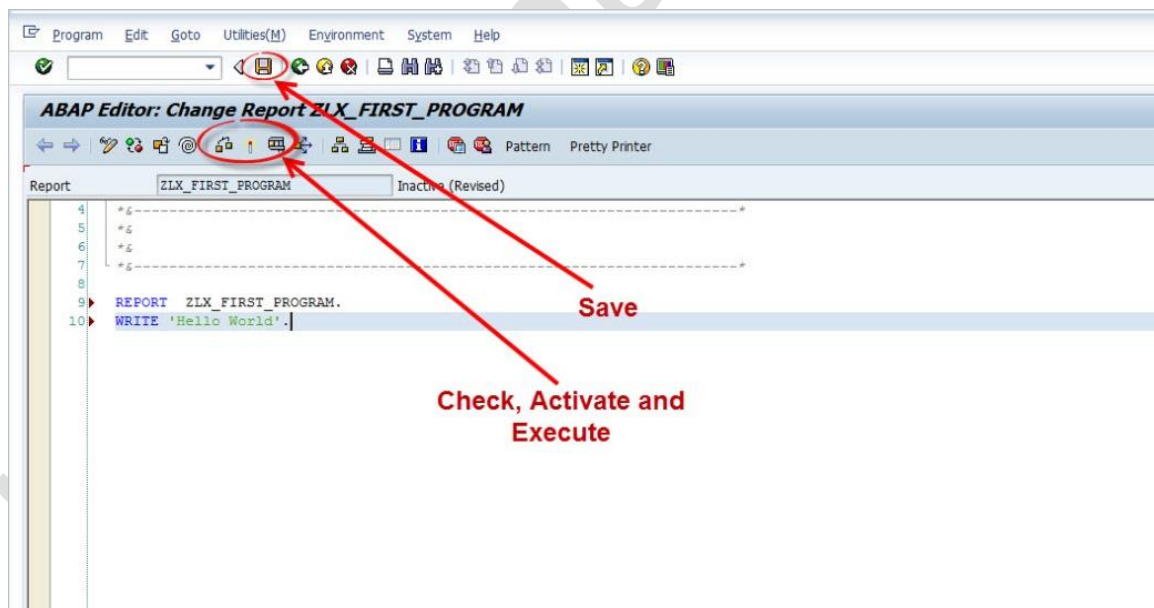 Program Edit Goto Utilities(M) Environment System Help
ABAP Editor: Change Report ZLX_FIRST_PROGRAM
Pattern Pretty Printer
Report ZLX_FIRST_PROGRAM Inactive (Revised)
4 *&---------------------------------------------------------------------*
5 *&
6 *&
7 *&---------------------------------------------------------------------*
8
9 REPORT ZLX_FIRST_PROGRAM.
10 WRITE 'Hello World'.
Save
Check, Activate and
Execute